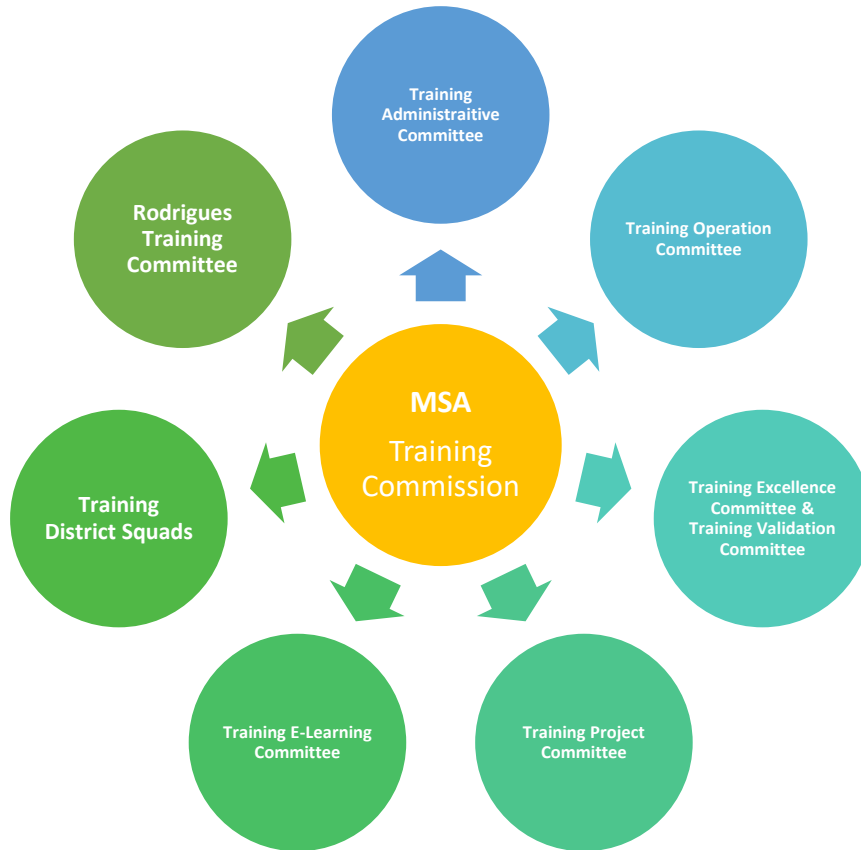 Training
Administraitive
Committee
Training Operation
Committee
Training Excellence
Committee &
Training Validation
Committee
Training Project
Committee
Training E-Learning
Committee
Training
District Squads
Rodrigues
Training
Committee
MSA
Training
Commission